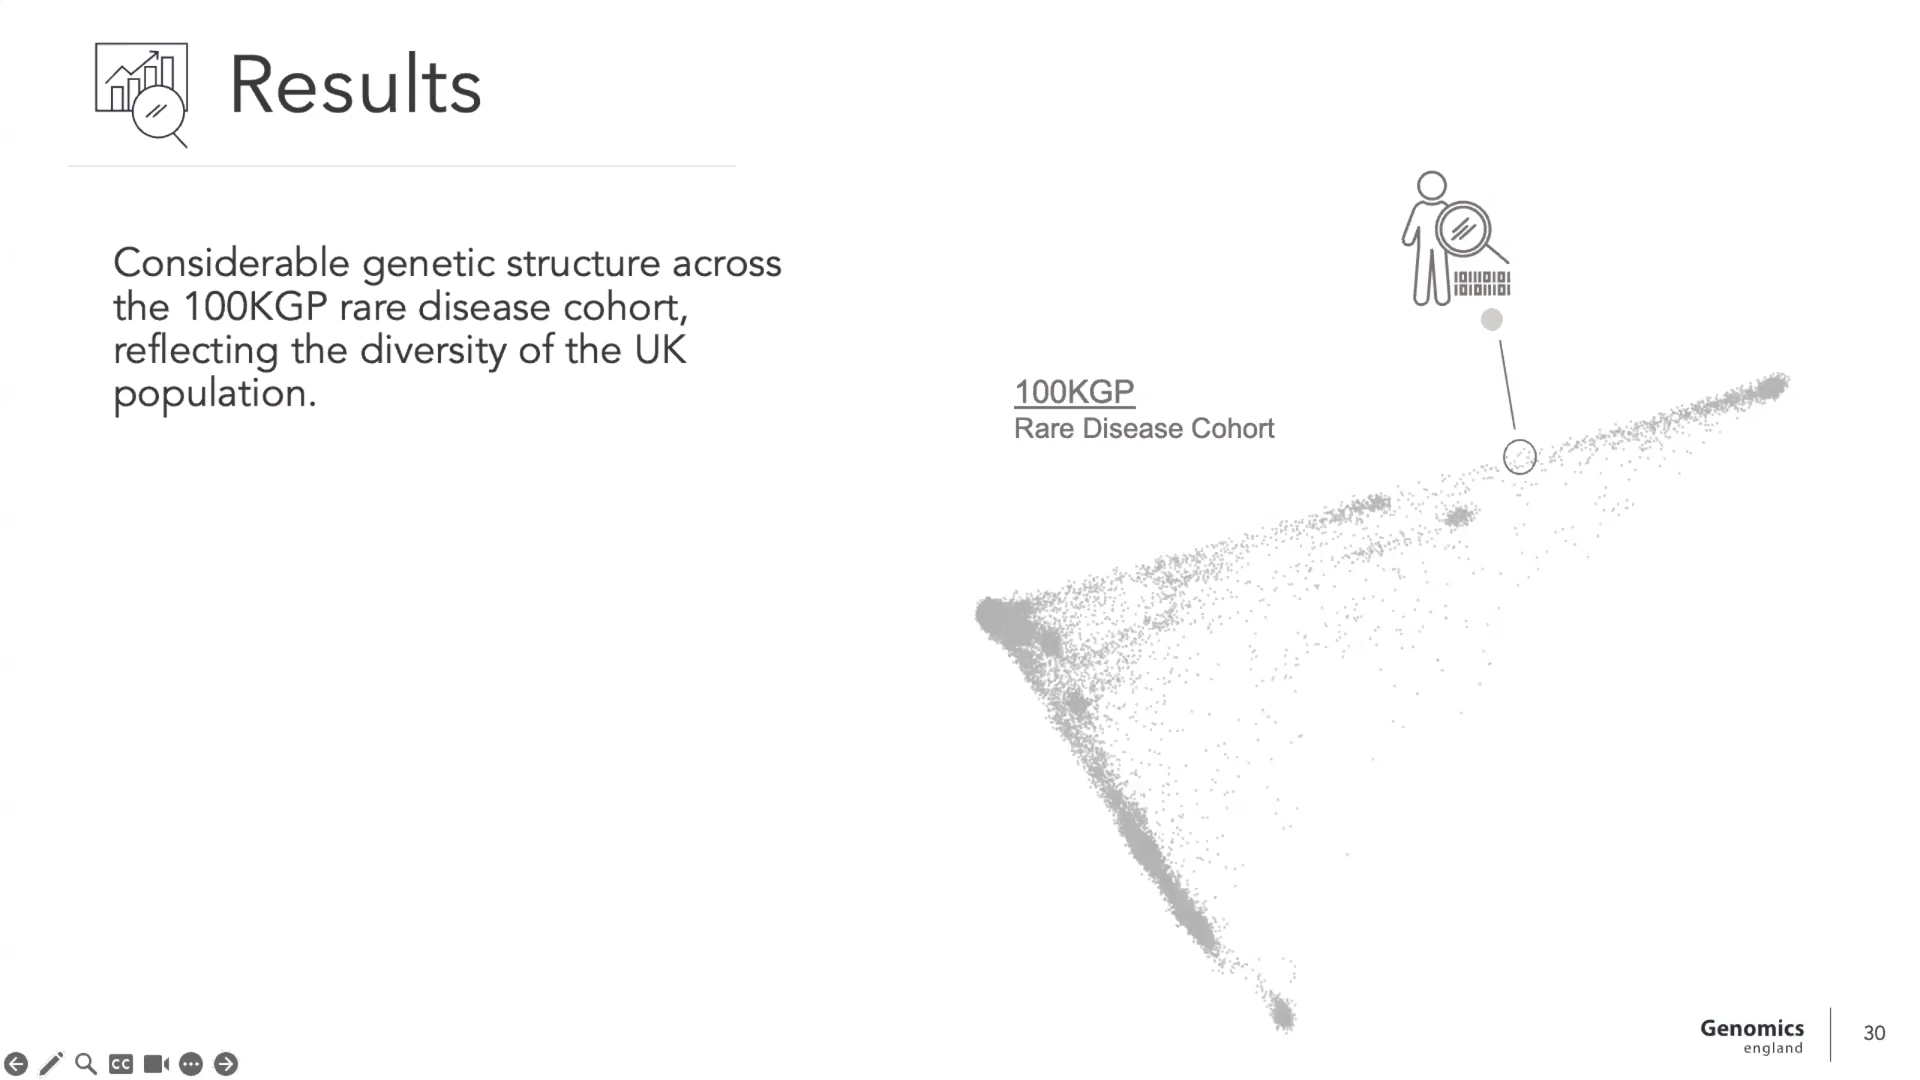 Results
Considerable genetic structure across
the 100KGP rare disease cohort,
reflecting the diversity of the UK
population.
100KGP
Rare Disease Cohort
Genomics
england
30
CC